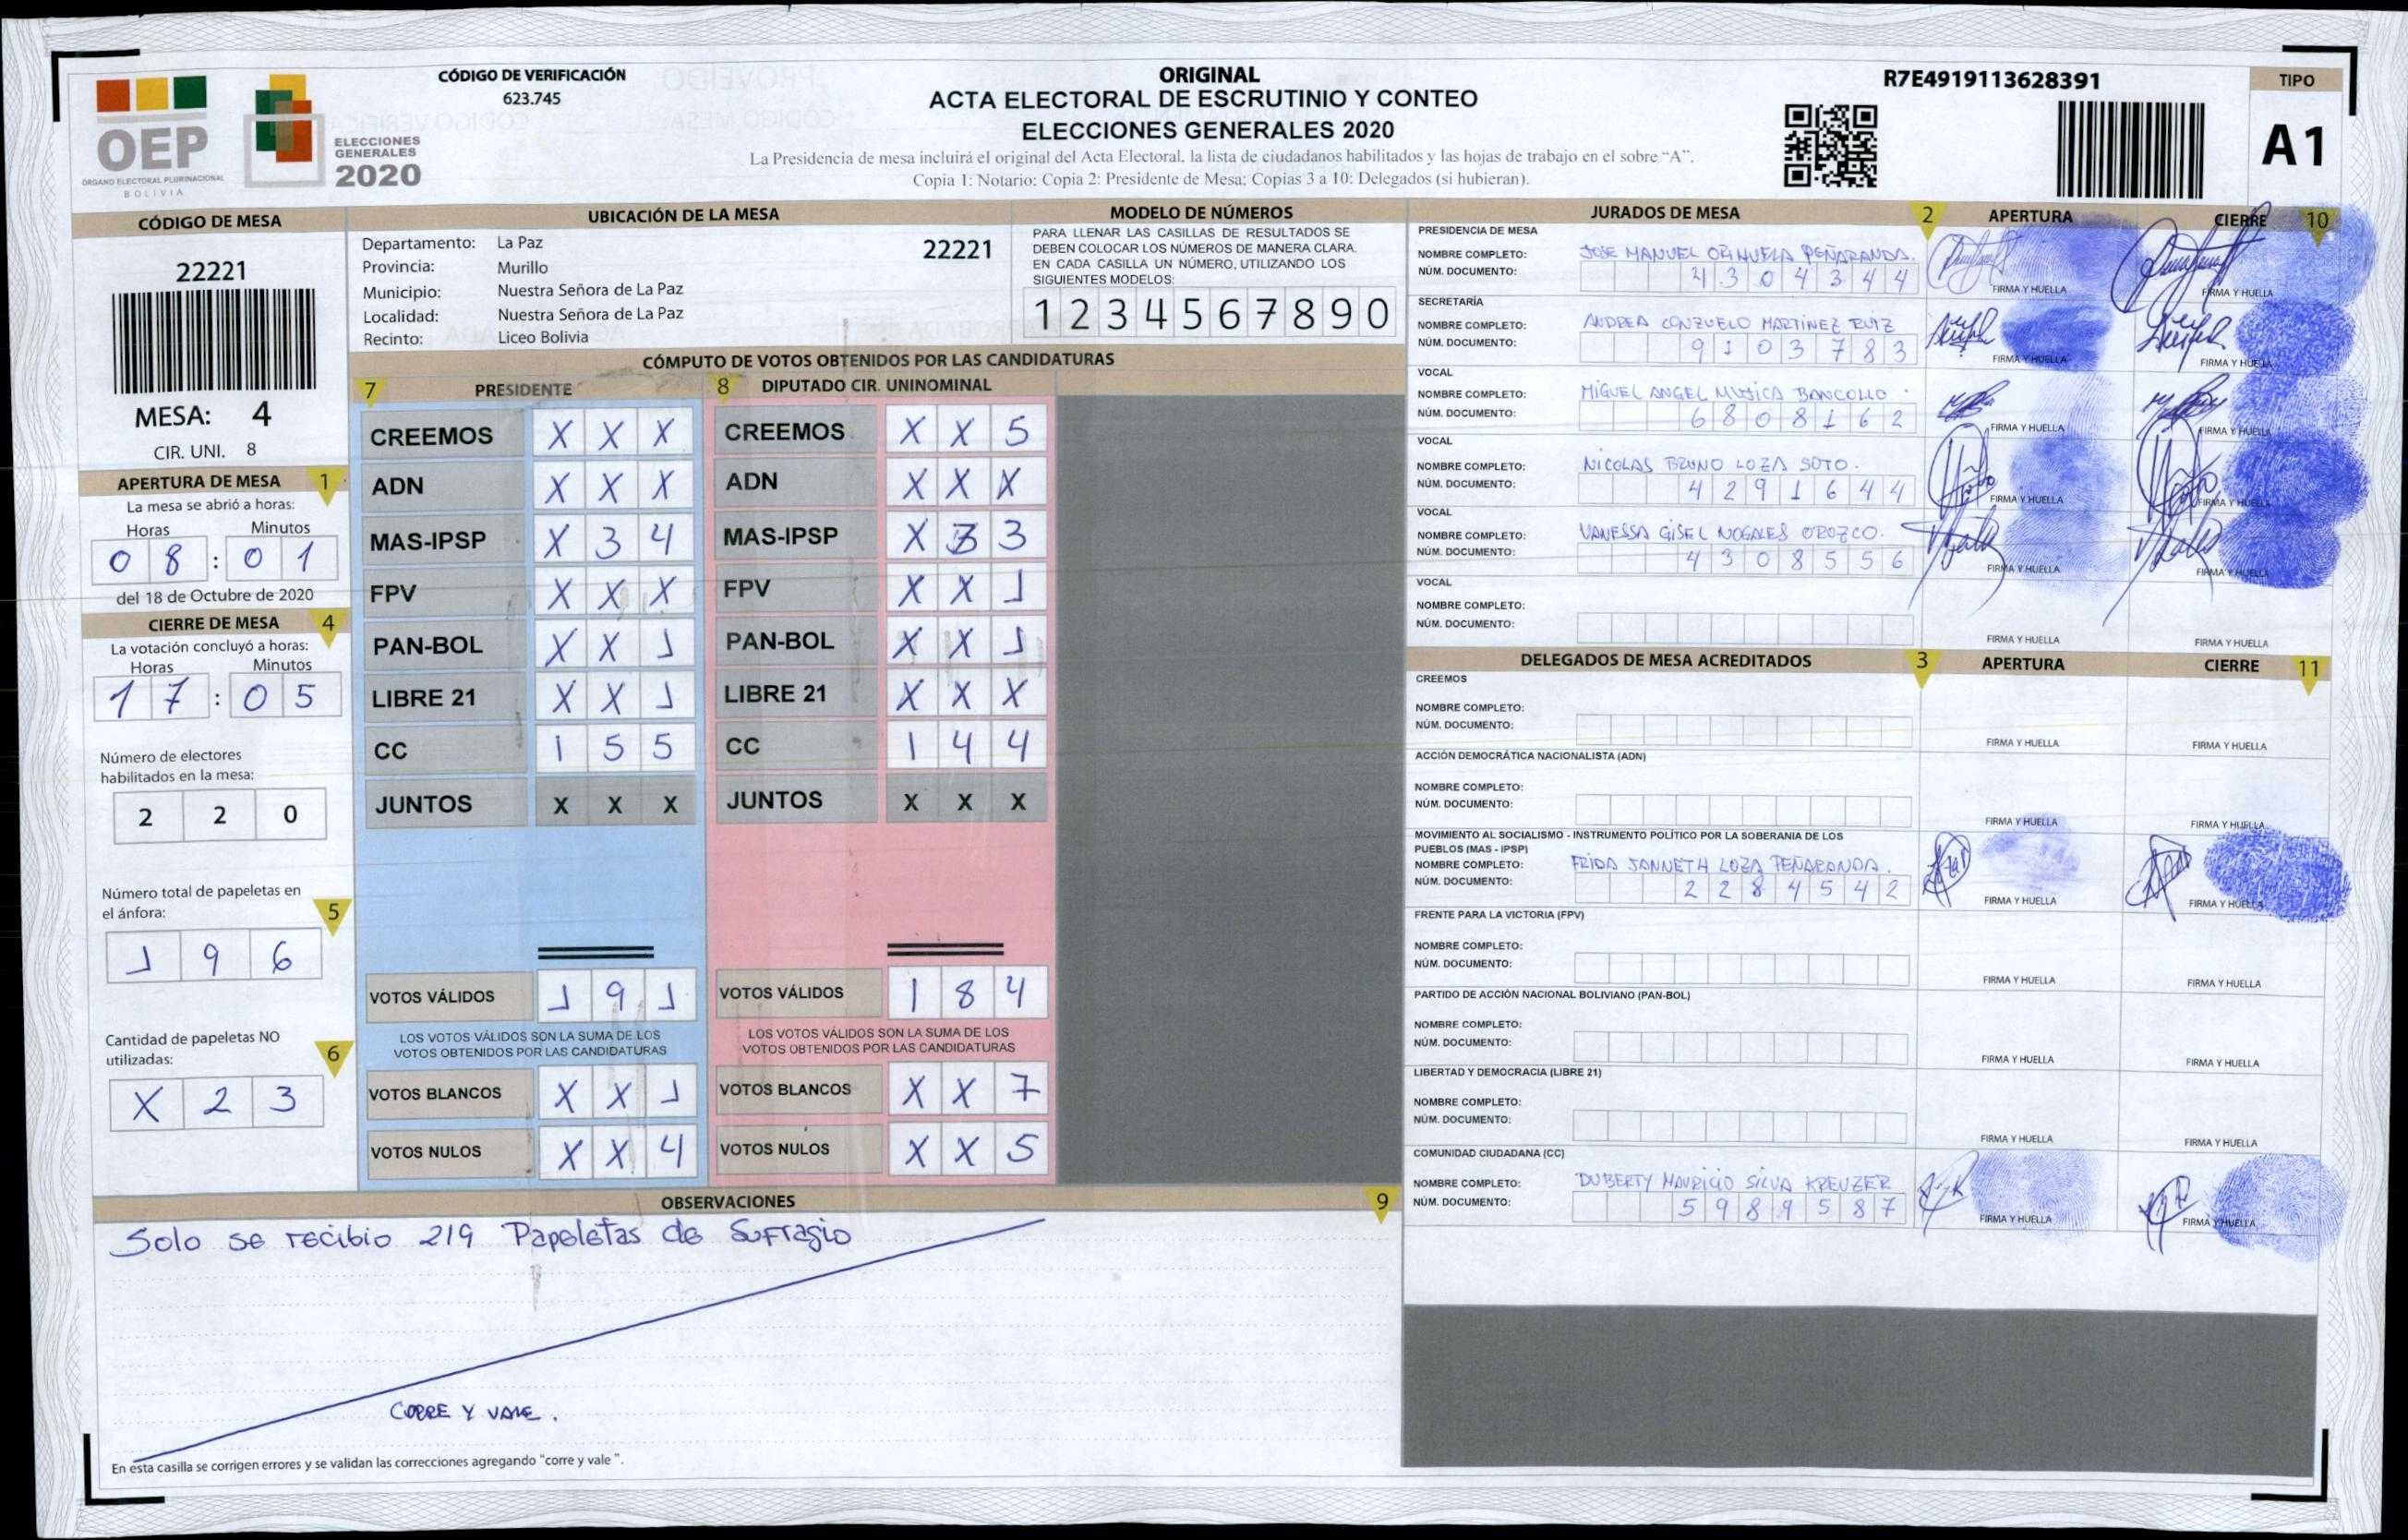 CÓDIGO DE VERIFICACIÓN
623.745
OEP
ÓRGANO ELECTORAL PLURINACIONAL
BOLIVIA
ELECCIONES
GENERALES
2020
ORIGINAL
ACTA ELECTORAL DE ESCRUTINIO Y CONTEO
ELECCIONES GENERALES 2020
La Presidencia de mesa incluirá el original del Acta Electoral, la lista de ciudadanos habilitados y las hojas de trabajo en el sobre "A".
Copia 1: Notario; Copia 2: Presidente de Mesa; Copias 3 a 10: Delegados (si hubieran).
R7E4919113628391
TIPO
A1
CÓDIGO DE MESA
22221
MESA: 4
CIR. UNI. 8
APERTURA DE MESA 1
La mesa se abrió a horas:
Horas Minutos
08 : 01
del 18 de Octubre de 2020
CIERRE DE MESA 4
La votación concluyó a horas:
Horas Minutos
17 : 05
Número de electores
habilitados en la mesa:
2 2 0
Número total de papeletas en
el ánfora: 5
1 9 6
Cantidad de papeletas NO
utilizadas: 6
X 2 3
UBICACIÓN DE LA MESA
Departamento: La Paz 22221
Provincia: Murillo
Municipio: Nuestra Señora de La Paz
Localidad: Nuestra Señora de La Paz
Recinto: Liceo Bolivia
MODELO DE NÚMEROS
PARA LLENAR LAS CASILLAS DE RESULTADOS SE
DEBEN COLOCAR LOS NÚMEROS DE MANERA CLARA.
EN CADA CASILLA UN NÚMERO, UTILIZANDO LOS
SIGUIENTES MODELOS:
1 2 3 4 5 6 7 8 9 0
CÓMPUTO DE VOTOS OBTENIDOS POR LAS CANDIDATURAS
7 PRESIDENTE
CREEMOS X X X
ADN X X X
MAS-IPSP X 3 4
FPV X X X
PAN-BOL X X 1
LIBRE 21 X X 1
CC 1 5 5
JUNTOS X X X
VOTOS VÁLIDOS 1 9 1
LOS VOTOS VÁLIDOS SON LA SUMA DE LOS
VOTOS OBTENIDOS POR LAS CANDIDATURAS
VOTOS BLANCOS X X 1
VOTOS NULOS X X 4
8 DIPUTADO CIR. UNINOMINAL
CREEMOS X X 5
ADN X X X
MAS-IPSP X 3 3
FPV X X 1
PAN-BOL X X 1
LIBRE 21 X X X
CC 1 4 4
JUNTOS X X X
VOTOS VÁLIDOS 1 8 4
LOS VOTOS VÁLIDOS SON LA SUMA DE LOS
VOTOS OBTENIDOS POR LAS CANDIDATURAS
VOTOS BLANCOS X X 7
VOTOS NULOS X X 5
OBSERVACIONES 9
Solo se recibio 219 Papeletas de Sufragio
CORRE Y VALE.
En esta casilla se corrigen errores y se validan las correcciones agregando "corre y vale".
JURADOS DE MESA 2 APERTURA CIERRE 10
PRESIDENCIA DE MESA
NOMBRE COMPLETO: JOSE MANUEL ORIHUELA PEÑARANDA.
NÚM. DOCUMENTO: 4304344
FIRMA Y HUELLA FIRMA Y HUELLA
SECRETARÍA
NOMBRE COMPLETO: ANDREA CONZUELO MARTINEZ RUIZ
NÚM. DOCUMENTO: 9103783
FIRMA Y HUELLA FIRMA Y HUELLA
VOCAL
NOMBRE COMPLETO: MIGUEL ANGEL MUJICA BANCOLLO
NÚM. DOCUMENTO: 6808162
FIRMA Y HUELLA FIRMA Y HUELLA
VOCAL
NOMBRE COMPLETO: NICOLAS BRUNO LOZA SOTO.
NÚM. DOCUMENTO: 4291644
FIRMA Y HUELLA FIRMA Y HUELLA
VOCAL
NOMBRE COMPLETO: VANESSA GISEL NOGALES OROZCO.
NÚM. DOCUMENTO: 4308556
FIRMA Y HUELLA FIRMA Y HUELLA
VOCAL
NOMBRE COMPLETO:
NÚM. DOCUMENTO:
FIRMA Y HUELLA FIRMA Y HUELLA
DELEGADOS DE MESA ACREDITADOS 3 APERTURA CIERRE 11
CREEMOS
NOMBRE COMPLETO:
NÚM. DOCUMENTO:
FIRMA Y HUELLA FIRMA Y HUELLA
ACCIÓN DEMOCRÁTICA NACIONALISTA (ADN)
NOMBRE COMPLETO:
NÚM. DOCUMENTO:
FIRMA Y HUELLA FIRMA Y HUELLA
MOVIMIENTO AL SOCIALISMO - INSTRUMENTO POLÍTICO POR LA SOBERANIA DE LOS
PUEBLOS (MAS - IPSP)
NOMBRE COMPLETO: FRIDA JANNETH LOZA PEÑARANDA.
NÚM. DOCUMENTO: 2284542
FIRMA Y HUELLA FIRMA Y HUELLA
FRENTE PARA LA VICTORIA (FPV)
NOMBRE COMPLETO:
NÚM. DOCUMENTO:
FIRMA Y HUELLA FIRMA Y HUELLA
PARTIDO DE ACCIÓN NACIONAL BOLIVIANO (PAN-BOL)
NOMBRE COMPLETO:
NÚM. DOCUMENTO:
FIRMA Y HUELLA FIRMA Y HUELLA
LIBERTAD Y DEMOCRACIA (LIBRE 21)
NOMBRE COMPLETO:
NÚM. DOCUMENTO:
FIRMA Y HUELLA FIRMA Y HUELLA
COMUNIDAD CIUDADANA (CC)
NOMBRE COMPLETO: DUBERTY MAURICIO SILVA KREUZER
NÚM. DOCUMENTO: 5989587
FIRMA Y HUELLA FIRMA Y HUELLA